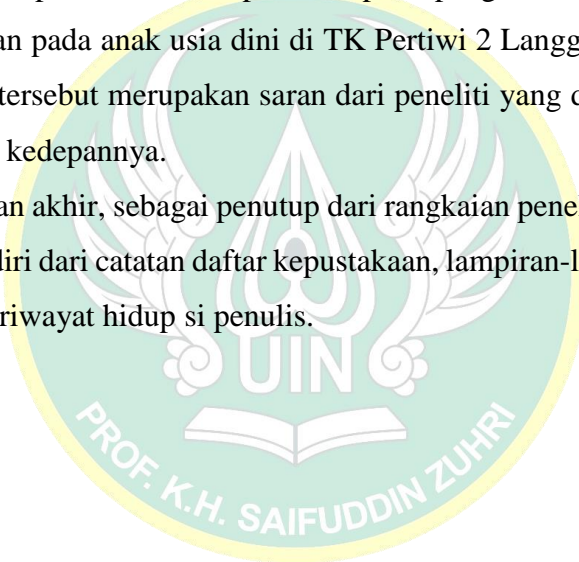 an pada anak usia dini di TK Pertiwi 2 Langg
tersebut merupakan saran dari peneliti yang
kedepannya.
an akhir, sebagai penutup dari rangkaian pene
diri dari catatan daftar kepustakaan, lampiran-l
riwayat hidup si penulis.
UIN
PROF. K.H. SAIFUDDIN ZUHRI